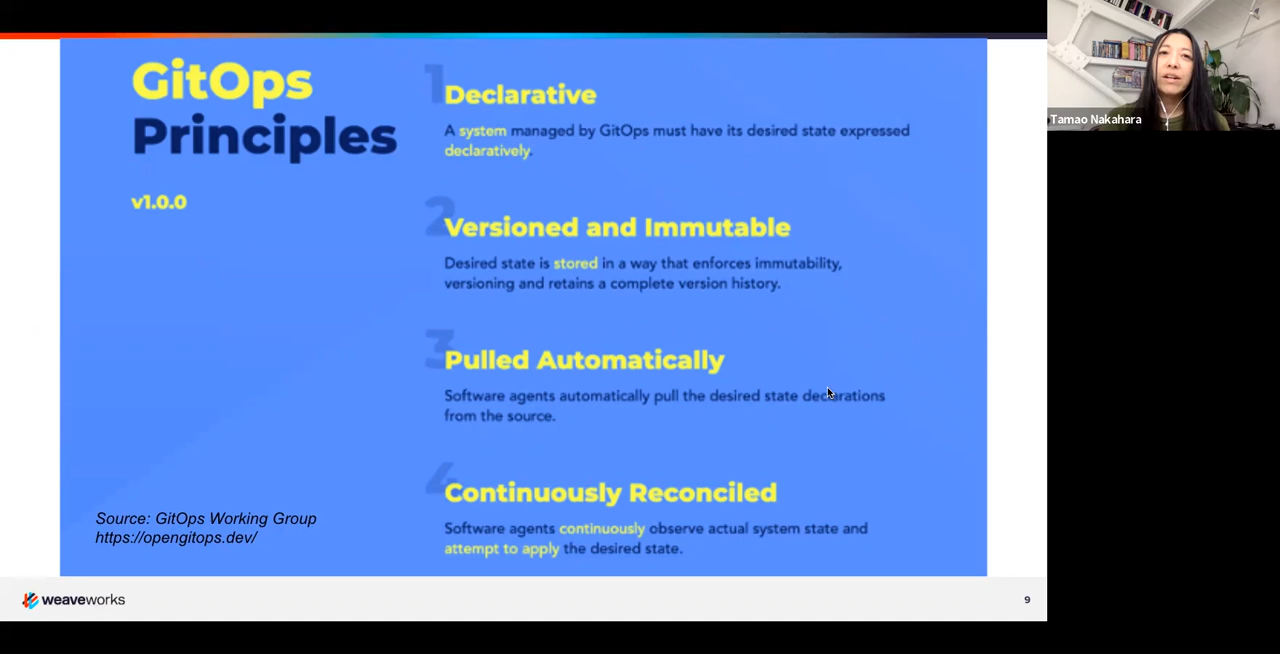 GitOps
Principles
v1.0.0
1
Declarative
A system managed by GitOps must have its desired state expressed
declaratively.
2
Versioned and Immutable
Desired state is stored in a way that enforces immutability,
versioning and retains a complete version history.
3
Pulled Automatically
Software agents automatically pull the desired state declarations
from the source.
4
Continuously Reconciled
Software agents continuously observe actual system state and
attempt to apply the desired state.
Source: GitOps Working Group
https://opengitops.dev/
weaveworks
9
Tamao Nakahara